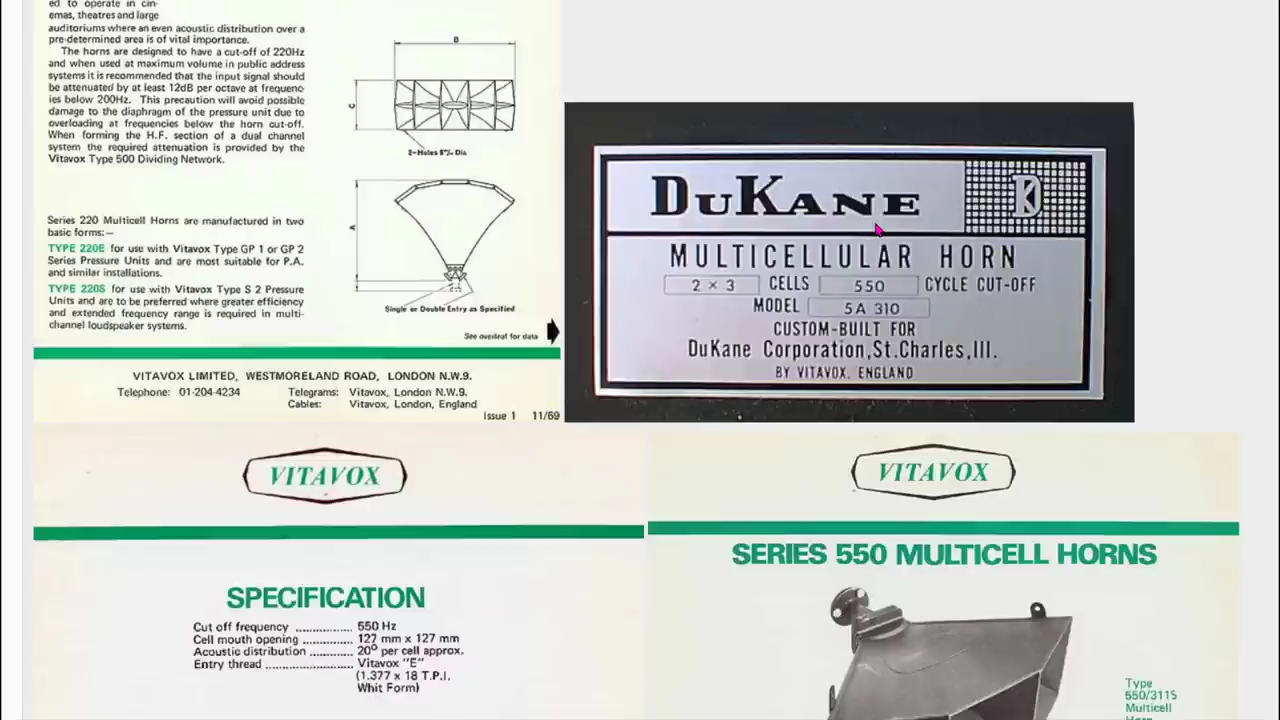 ed to operate in cin-
emas, theatres and large
auditoriums where an even acoustic distribution over a
pre-determined area is of vital importance.
The horns are designed to have a cut-off of 220Hz
and when used at maximum volume in public address
systems it is recommended that the input signal should
be attenuated by at least 12dB per octave at frequenc-
ies below 200Hz. This precaution will avoid possible
damage to the diaphragm of the pressure unit due to
overloading at frequencies below the horn cut-off.
When forming the H.F. section of a dual channel
system the required attenuation is provided by the
Vitavox Type 500 Dividing Network.
Series 220 Multicell Horns are manufactured in two
basic forms:—
TYPE 220E for use with Vitavox Type GP 1 or GP 2
Series Pressure Units and are most suitable for P.A.
and similar installations.
TYPE 220S for use with Vitavox Type S 2 Pressure
Units and are to be preferred where greater efficiency
and extended frequency range is required in multi-
channel loudspeaker systems.
B
C
A
Single or Double Entry as Specified
See overleaf for data
VITAVOX LIMITED, WESTMORELAND ROAD, LONDON N.W.9.
Telephone: 01-204-4234
Telegrams: Vitavox, London N.W.9.
Cables: Vitavox, London, England
Issue 1 11/69
DUKANE
D
MULTICELLULAR HORN
2 × 3 CELLS 550 CYCLE CUT-OFF
MODEL 5A 310
CUSTOM-BUILT FOR
DuKane Corporation, St. Charles, Ill.
BY VITAVOX, ENGLAND
VITAVOX
SPECIFICATION
Cut off frequency ................ 550 Hz
Cell mouth opening .............. 127 mm x 127 mm
Acoustic distribution .............. 20° per cell approx.
Entry thread ......................... Vitavox "E"
(1.377 x 18 T.P.I.
Whit Form)
VITAVOX
SERIES 550 MULTICELL HORNS
Type
550/311S
Multicell